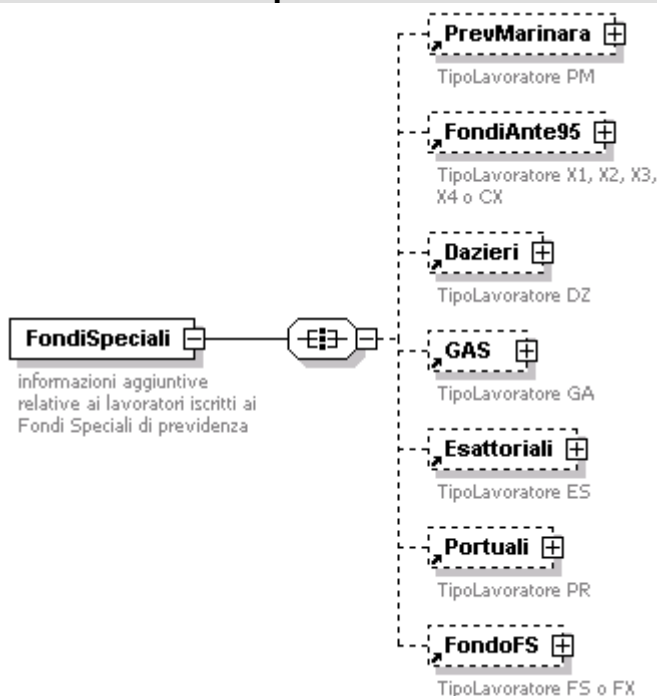 PrevMarinara
TipoLavoratore PM
FondiAnte95
TipoLavoratore X1, X2, X3,
X4 o CX
Dazieri
TipoLavoratore DZ
FondiSpeciali
informazioni aggiuntive
relative ai lavoratori iscritti ai
Fondi Speciali di previdenza
GAS
TipoLavoratore GA
Esattoriali
TipoLavoratore ES
Portuali
TipoLavoratore PR
FondoFS
TipoLavoratore FS o FX